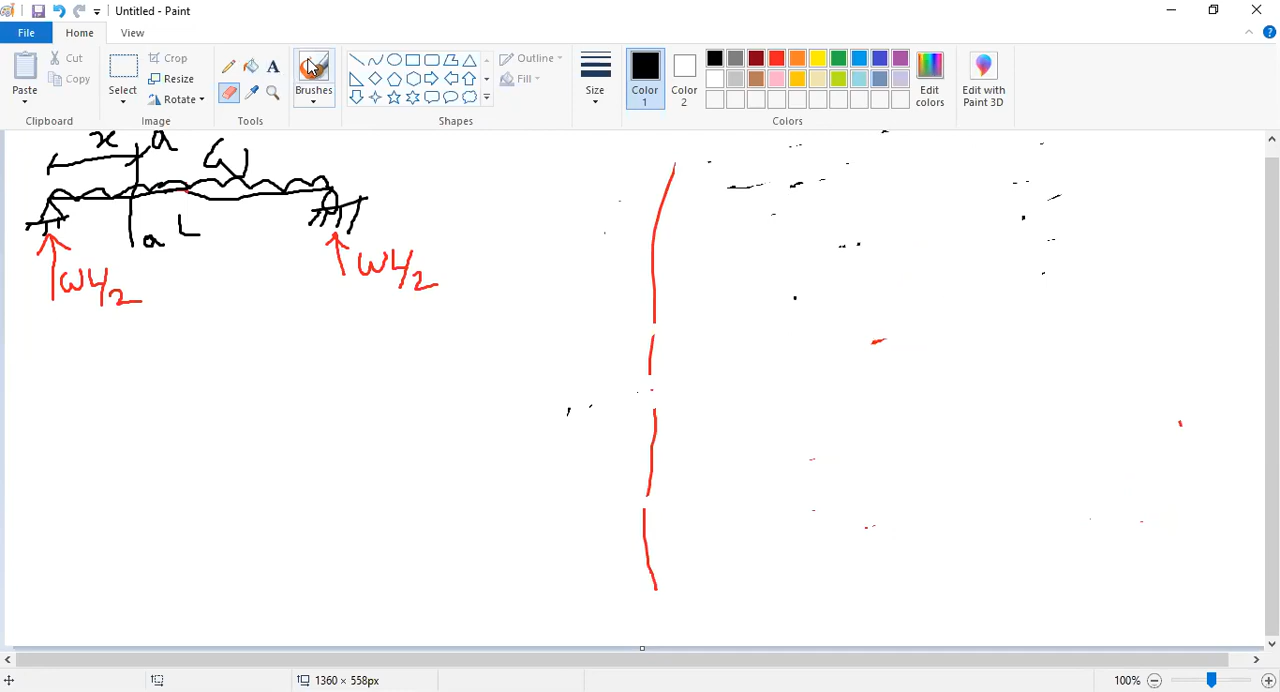 Untitled - Paint
File
Home
View
Paste
Cut
Copy
Clipboard
Select
Crop
Resize
Rotate
Image
A
Tools
Brushes
Shapes
Outline
Fill
Size
Color 1
Color 2
Edit colors
Edit with Paint 3D
Colors
x a
W
a L
WL/2
WL/2
1360 × 558px
100%